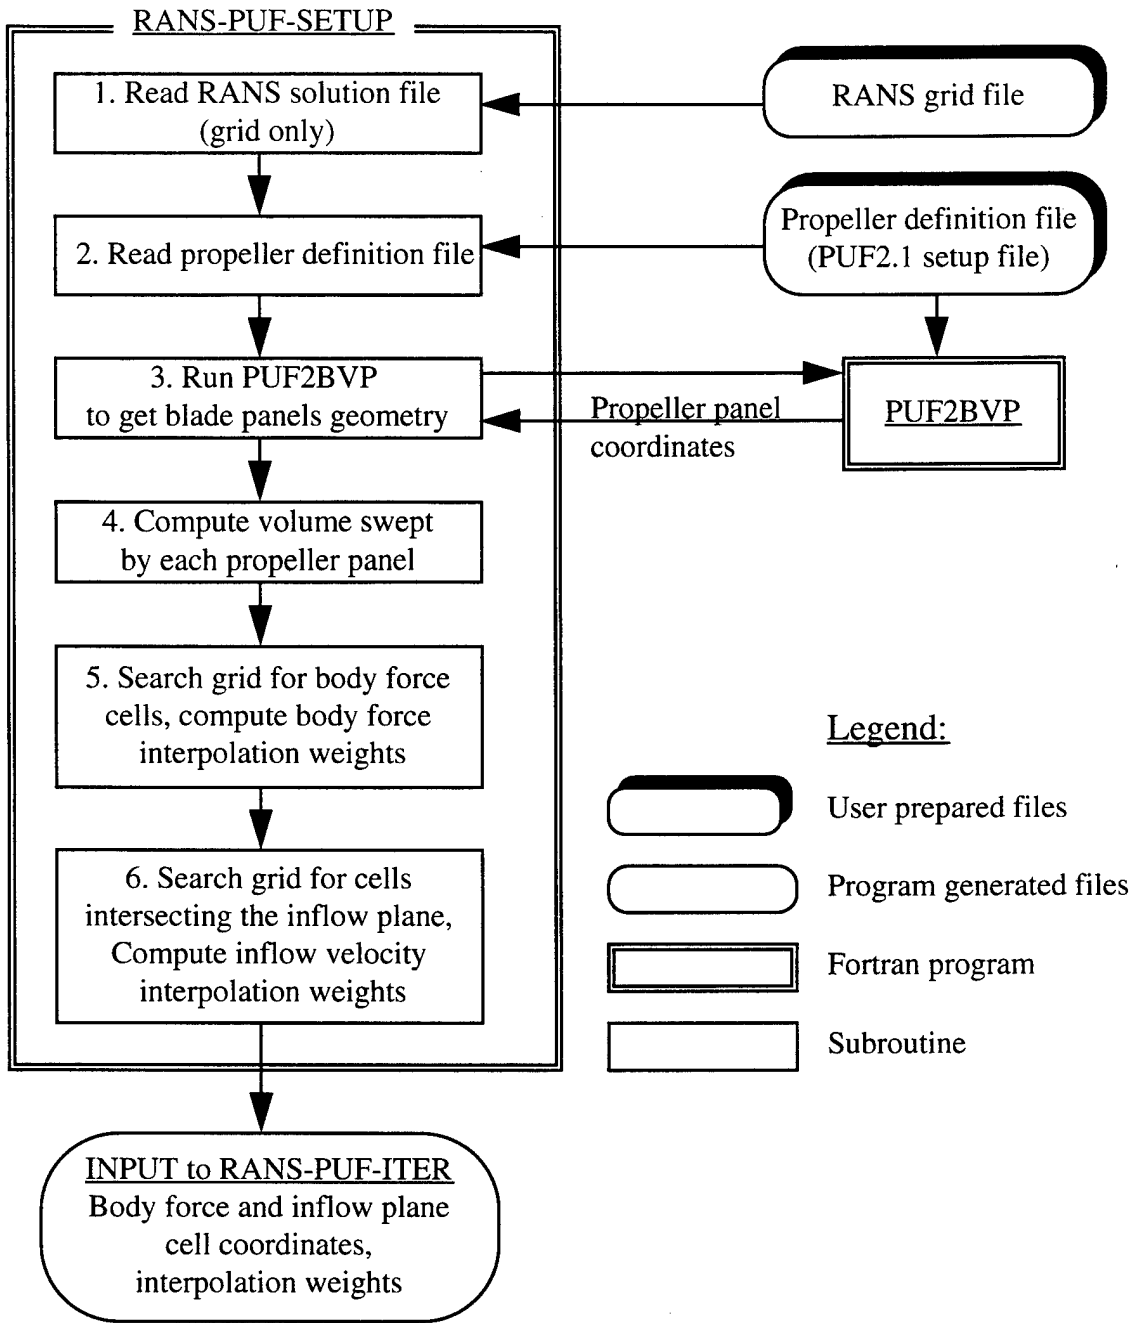 RANS-PUF-SETUP
1. Read RANS solution file
(grid only)
RANS grid file
2. Read propeller definition file
Propeller definition file
(PUF2.1 setup file)
3. Run PUF2BVP
to get blade panels geometry
Propeller panel
coordinates
PUF2BVP
4. Compute volume swept
by each propeller panel
5. Search grid for body force
cells, compute body force
interpolation weights
6. Search grid for cells
intersecting the inflow plane,
Compute inflow velocity
interpolation weights
Legend:
User prepared files
Program generated files
Fortran program
Subroutine
INPUT to RANS-PUF-ITER
Body force and inflow plane
cell coordinates,
interpolation weights